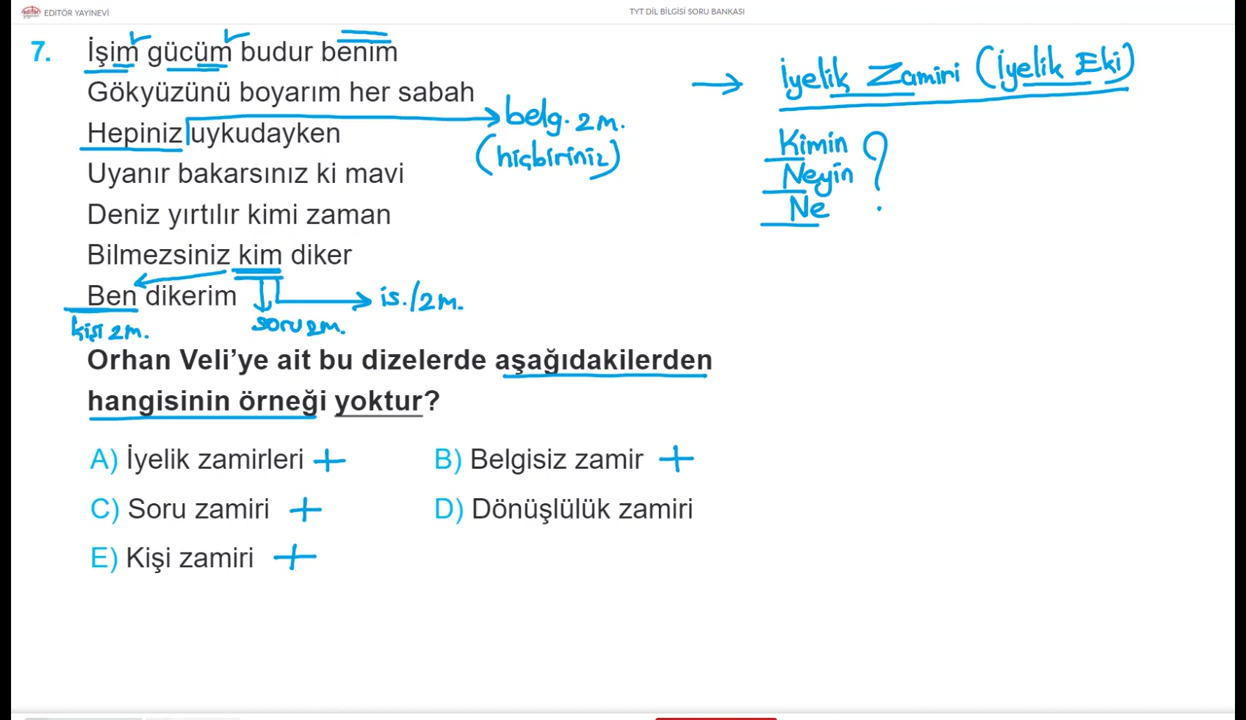 EDİTÖR YAYINEVİ
TYT DİL BİLGİSİ SORU BANKASI
7. İşim gücüm budur benim
Gökyüzünü boyarım her sabah
Hepiniz uykudayken
Uyanır bakarsınız ki mavi
Deniz yırtılır kimi zaman
Bilmezsiniz kim diker
Ben dikerim
belg. zm.
(hiçbiriniz)
is./zm.
kişi zm.
soru zm.
→ İyelik Zamiri (İyelik Eki)
Kimin
Neyin
Ne ?
Orhan Veli’ye ait bu dizelerde aşağıdakilerden
hangisinin örneği yoktur?
A) İyelik zamirleri +
B) Belgisiz zamir +
C) Soru zamiri +
D) Dönüşlülük zamiri
E) Kişi zamiri +